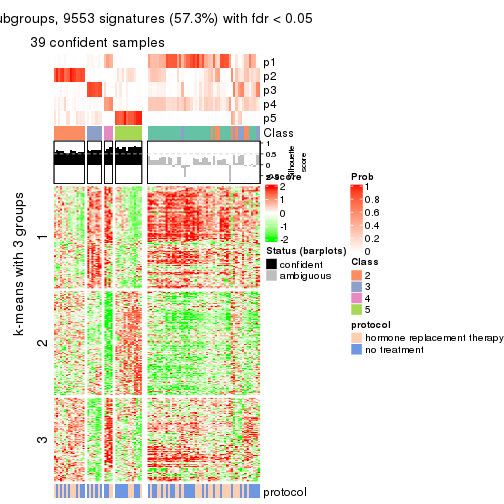 ubgroups, 9553 signatures (57.3%) with fdr < 0.05
39 confident samples
p1
p2
p3
p4
p5
Class
1
0.5
0
Silhouette
score
z-score
2
1
0
-1
-2
Status (barplots)
confident
ambiguous
Prob
1
0.8
0.6
0.4
0.2
0
Class
2
3
4
5
protocol
hormone replacement therapy
no treatment
k-means with 3 groups
1
2
3
protocol